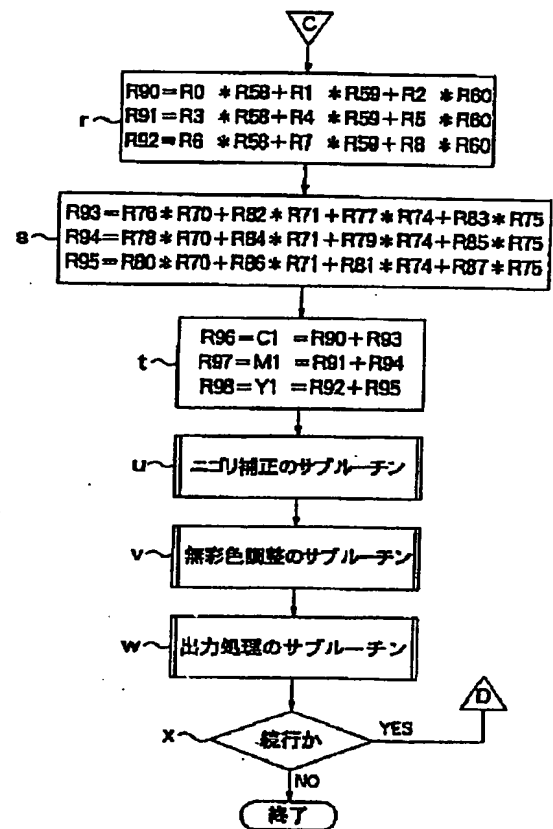 C
r
R90=R0 *R58+R1 *R59+R2 *R60
R91=R3 *R58+R4 *R59+R5 *R60
R92=R6 *R58+R7 *R59+R8 *R60
s
R93=R76*R70+R82*R71+R77*R74+R83*R75
R94=R78*R70+R84*R71+R79*R74+R85*R75
R95=R80*R70+R86*R71+R81*R74+R87*R75
t
R96=C1 =R90+R93
R97=M1 =R91+R94
R98=Y1 =R92+R95
u
ニゴリ補正のサブルーチン
v
無彩色調整のサブルーチン
w
出力処理のサブルーチン
D
x
続行か
YES
NO
終了